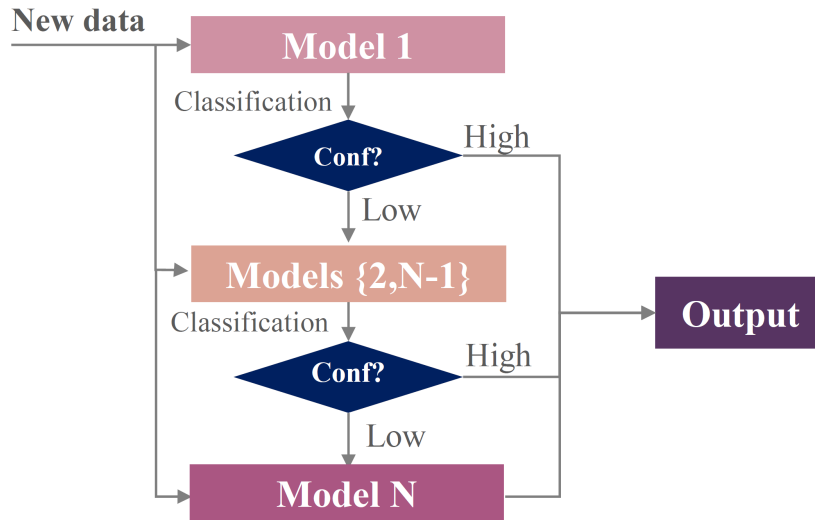 New data
Model 1
Classification
Conf?
High
Low
Models {2,N-1}
Classification
Output
Conf?
High
Low
Model N